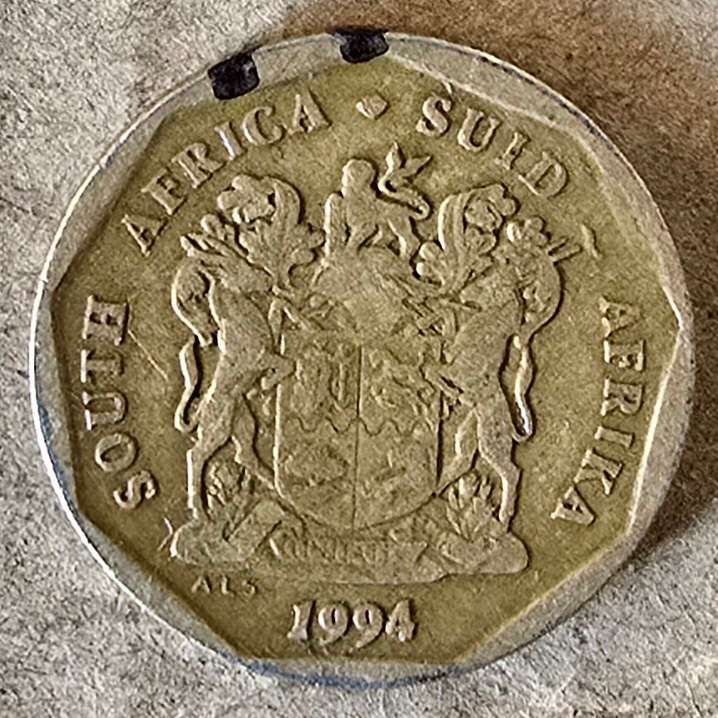 SOUTH AFRICA • SUID AFRIKA
ALS
1994